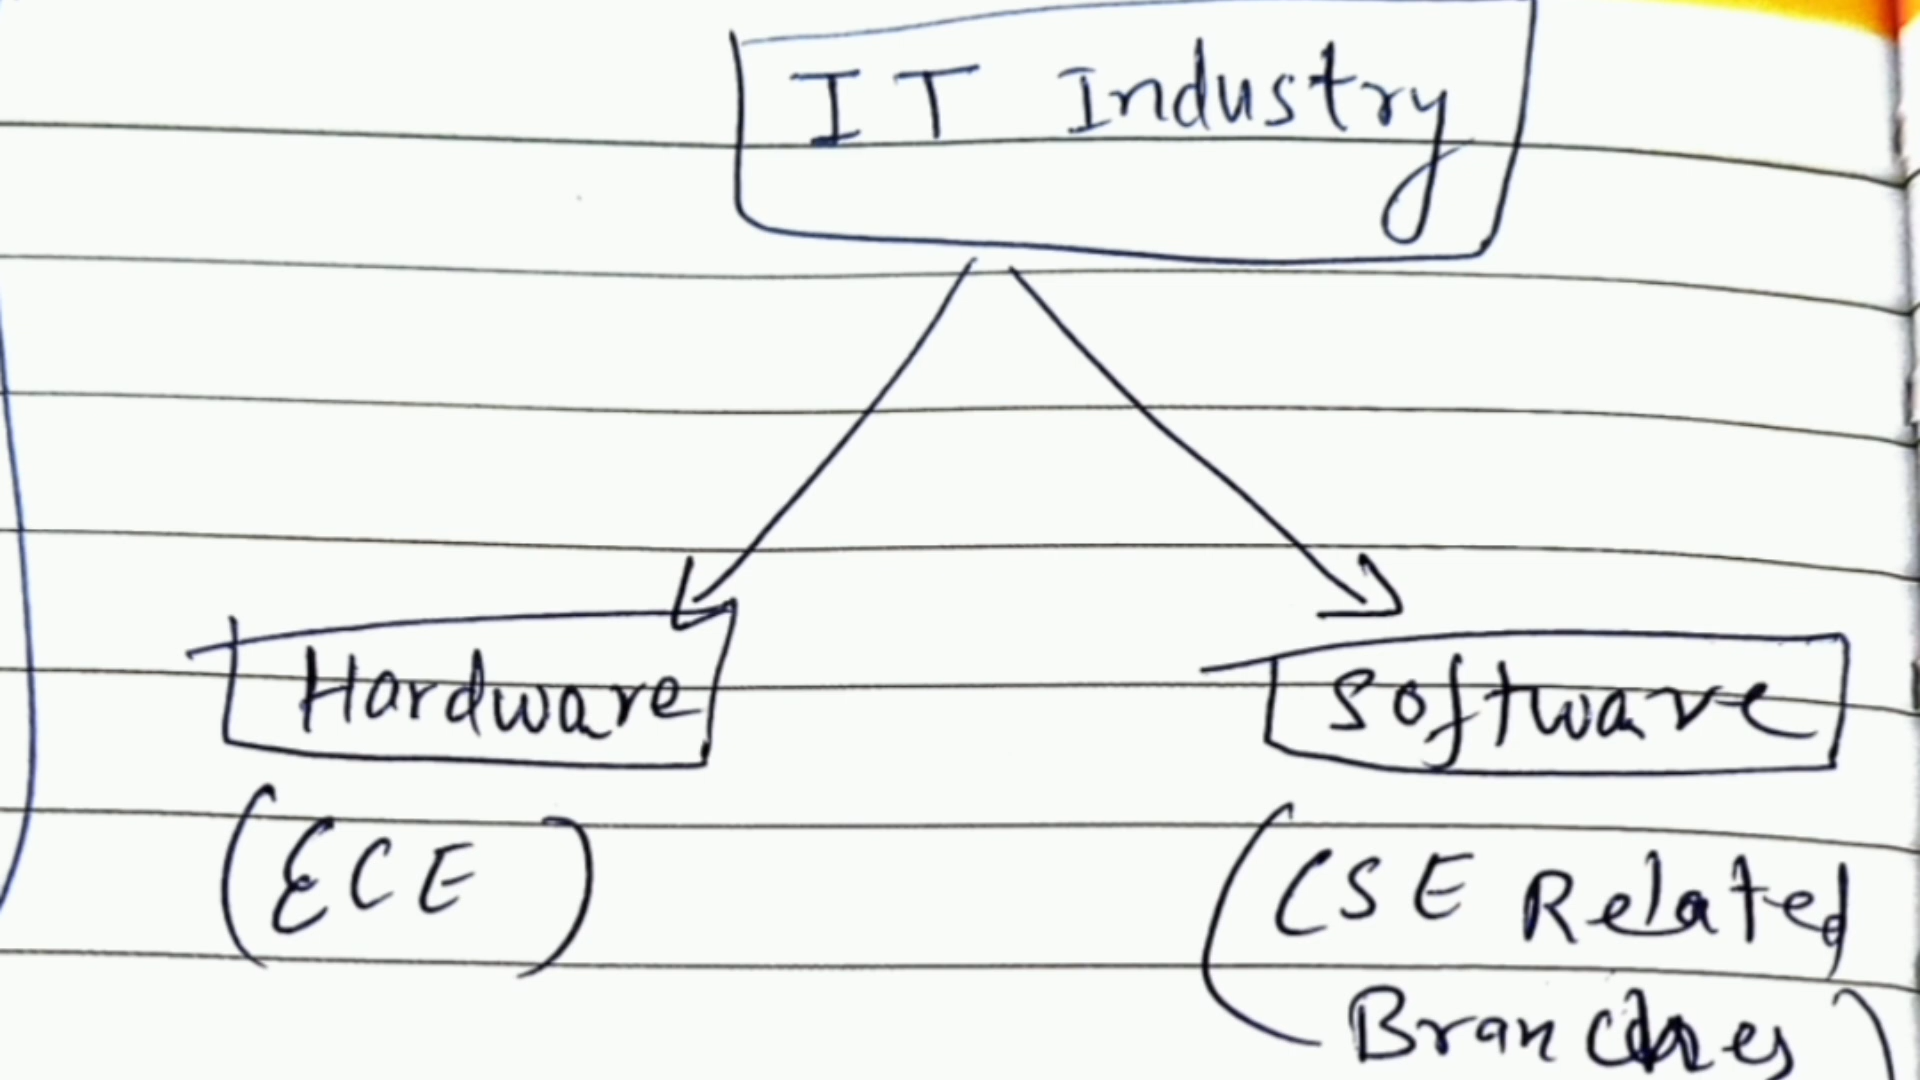 IT Industry
Hardware
Software
(ECE)
(CSE Related
Branches)